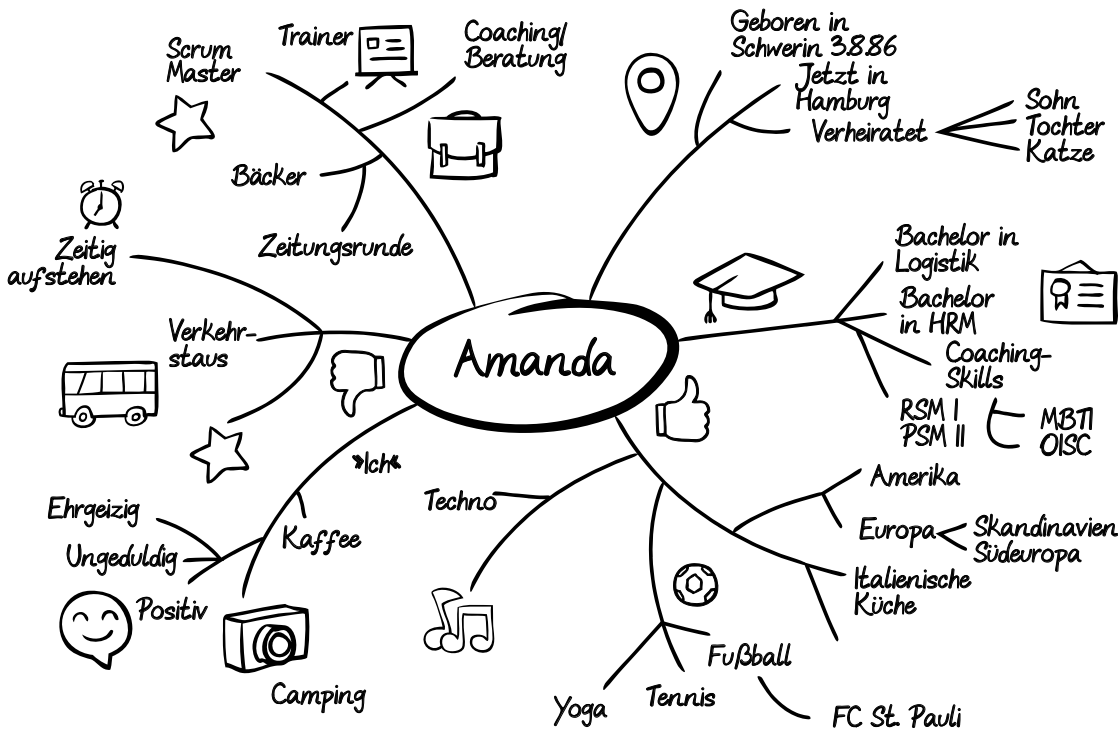 Amanda
Scrum
Master
Trainer
Coaching/
Beratung
Bäcker
Zeitungsrunde
Geboren in
Schwerin 3.8.86
Jetzt in
Hamburg
Verheiratet
Sohn
Tochter
Katze
Bachelor in
Logistik
Bachelor
in HRM
Coaching-
Skills
RSM I
PSM II
MBTI
OISC
Amerika
Europa
Skandinavien
Südeuropa
Italienische
Küche
Fußball
Tennis
Yoga
FC St. Pauli
Techno
»Ich«
Kaffee
Ehrgeizig
Ungeduldig
Positiv
Camping
Zeitig
aufstehen
Verkehr-
staus